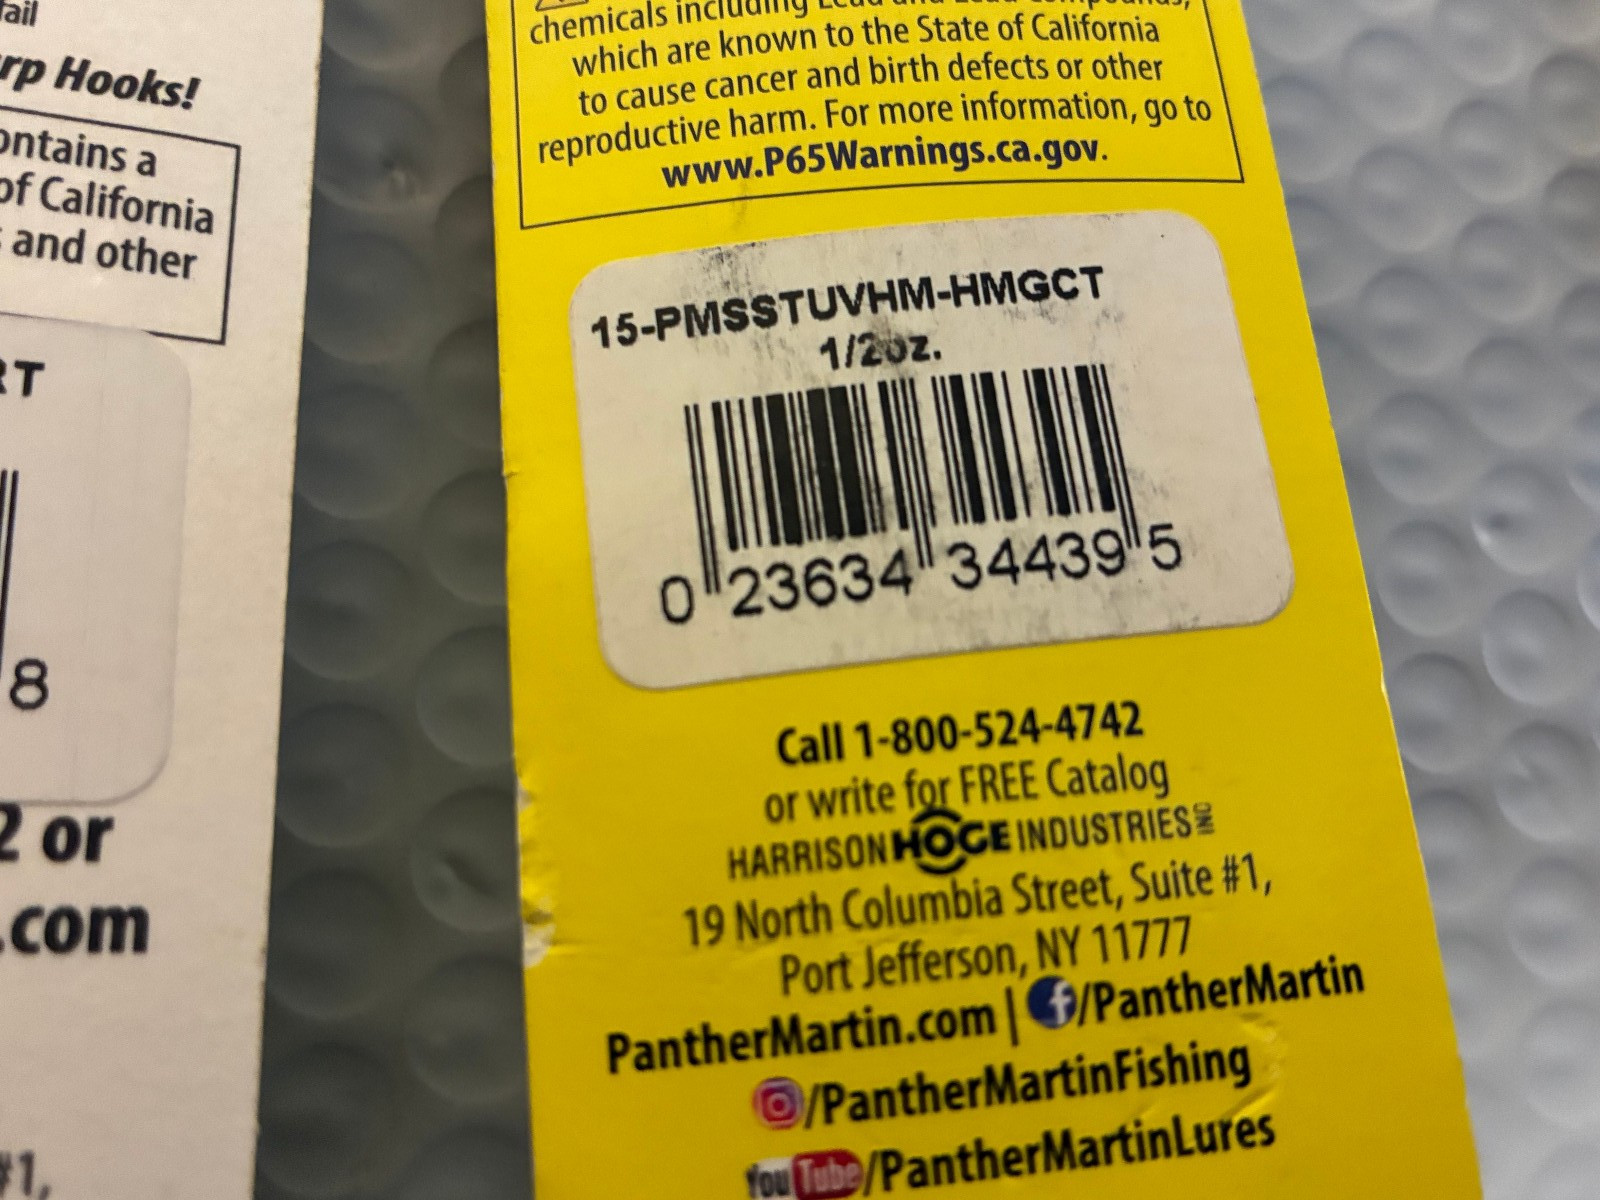 ail
rp Hooks!
ontains a
of California
and other
RT
8
2 or
.com
#1,
chemicals including Lead and Lead compounds,
which are known to the State of California
to cause cancer and birth defects or other
reproductive harm. For more information, go to
www.P65Warnings.ca.gov.
15-PMSSTUVHM-HMGCT
1/2oz.
0 23634 34439 5
Call 1-800-524-4742
or write for FREE Catalog
HARRISON HOGE INDUSTRIES INC
19 North Columbia Street, Suite #1,
Port Jefferson, NY 11777
PantherMartin.com | f/PantherMartin
/PantherMartinFishing
YouTube/PantherMartinLures